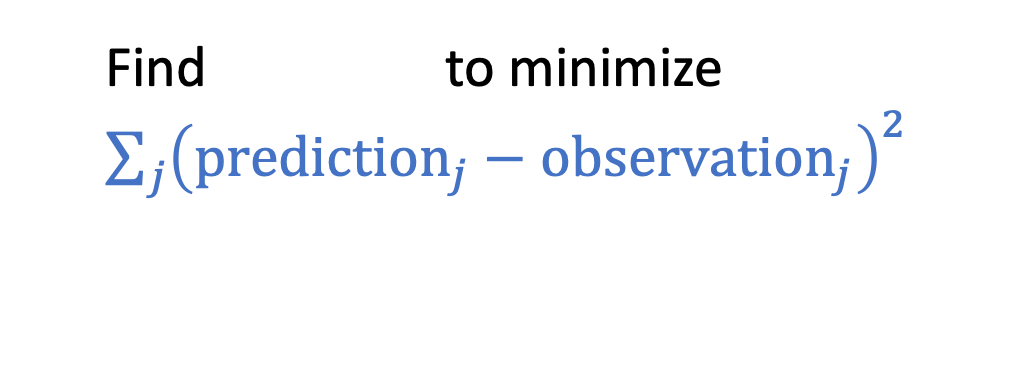 Find to minimize
∑ⱼ(predictionⱼ − observationⱼ)²